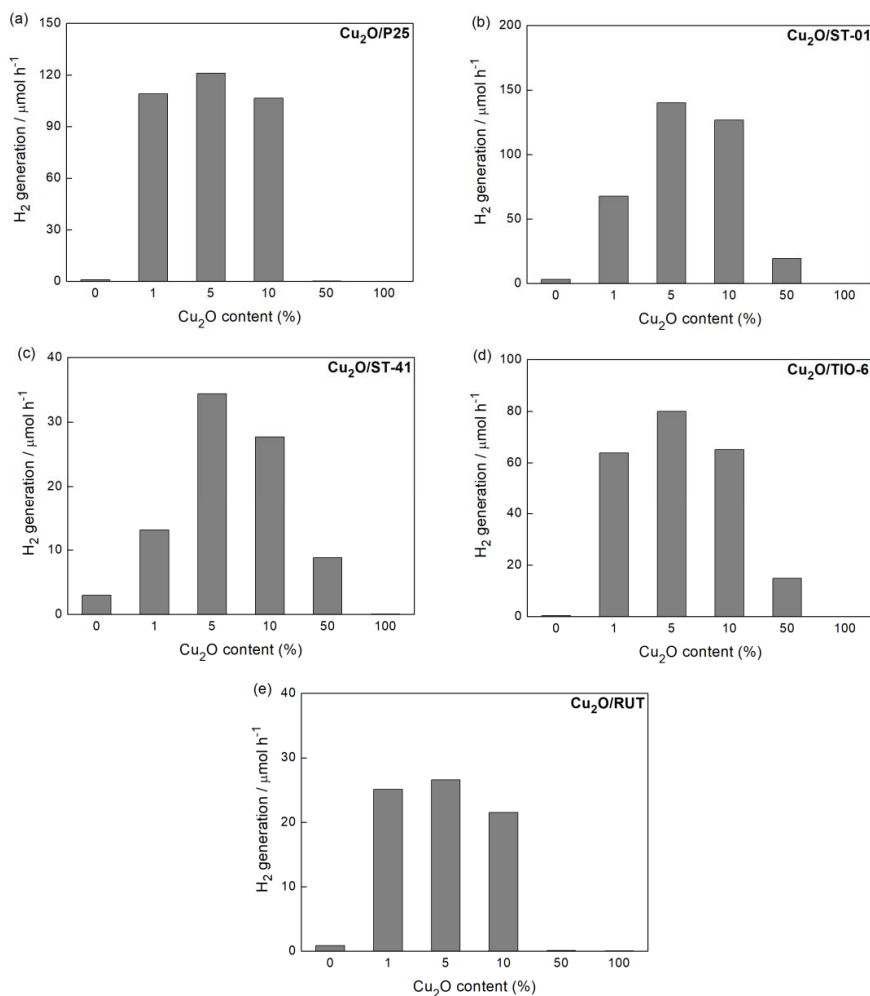 (a)
Cu₂O/P25
150
120
90
60
30
0
H₂ generation / μmol h⁻¹
0 1 5 10 50 100
Cu₂O content (%)
(b)
Cu₂O/ST-01
200
150
100
50
0
H₂ generation / μmol h⁻¹
0 1 5 10 50 100
Cu₂O content (%)
(c)
Cu₂O/ST-41
40
30
20
10
0
H₂ generation / μmol h⁻¹
0 1 5 10 50 100
Cu₂O content (%)
(d)
Cu₂O/TIO-6
100
80
60
40
20
0
H₂ generation / μmol h⁻¹
0 1 5 10 50 100
Cu₂O content (%)
(e)
Cu₂O/RUT
40
30
20
10
0
H₂ generation / μmol h⁻¹
0 1 5 10 50 100
Cu₂O content (%)